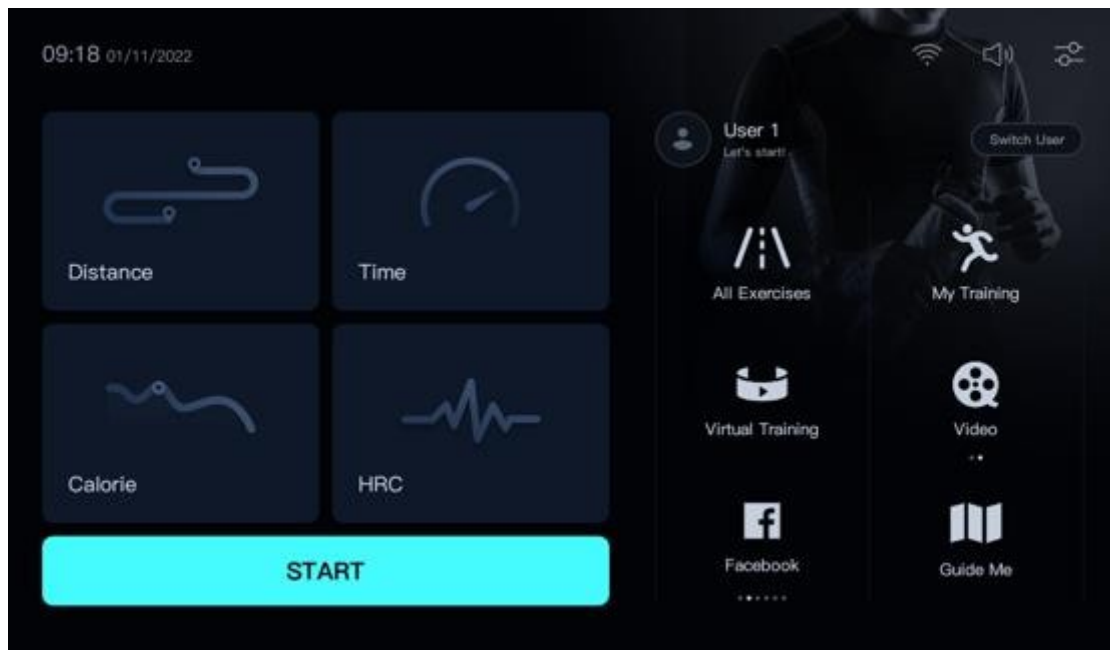 09:18 01/11/2022
User 1
Let's start!
Switch User
Distance
Time
All Exercises
My Training
Virtual Training
Video
Calorie
HRC
START
Facebook
Guide Me